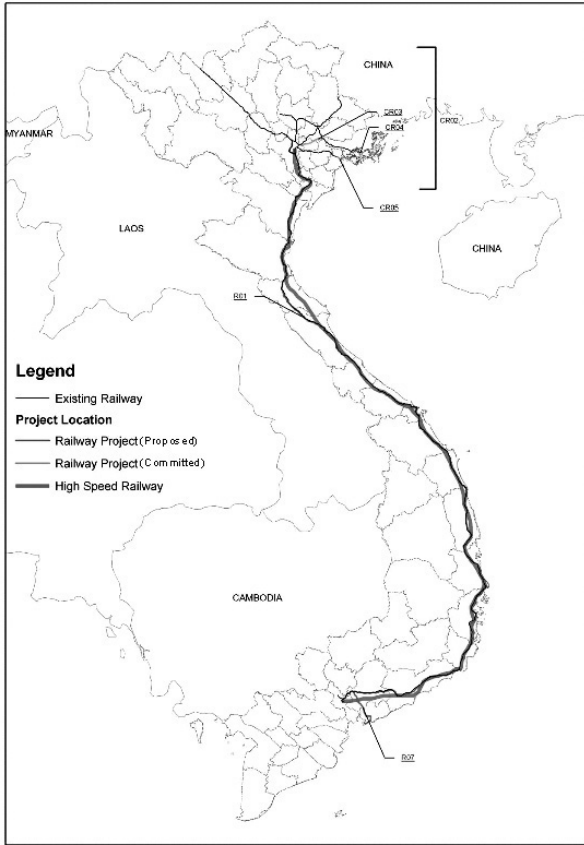 CHINA
CR03
CR02
MYANMAR
CR04
CR05
LAOS
CHINA
R01
Legend
Existing Railway
Project Location
Railway Project (Proposed)
Railway Project (Committed)
High Speed Railway
CAMBODIA
R07